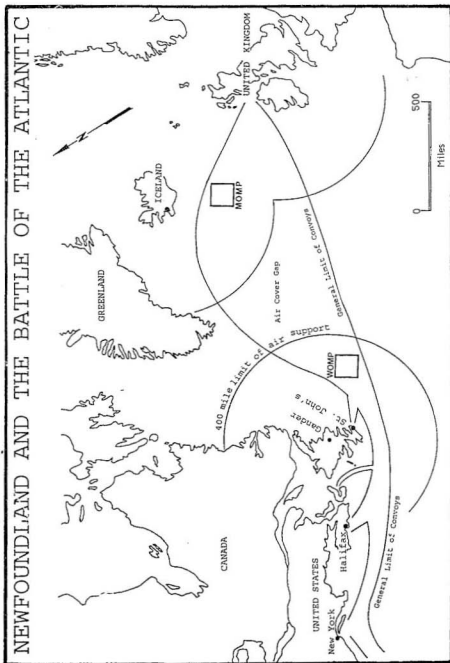 NEWFOUNDLAND AND THE BATTLE OF THE ATLANTIC
N
GREENLAND
ICELAND
UNITED KINGDOM
MOMP
Air Cover Gap
General Limit of Convoys
400 mile limit of air support
WOMP
CANADA
Gander
St. John's
UNITED STATES
Halifax
New York
General Limit of Convoys
0
500
Miles